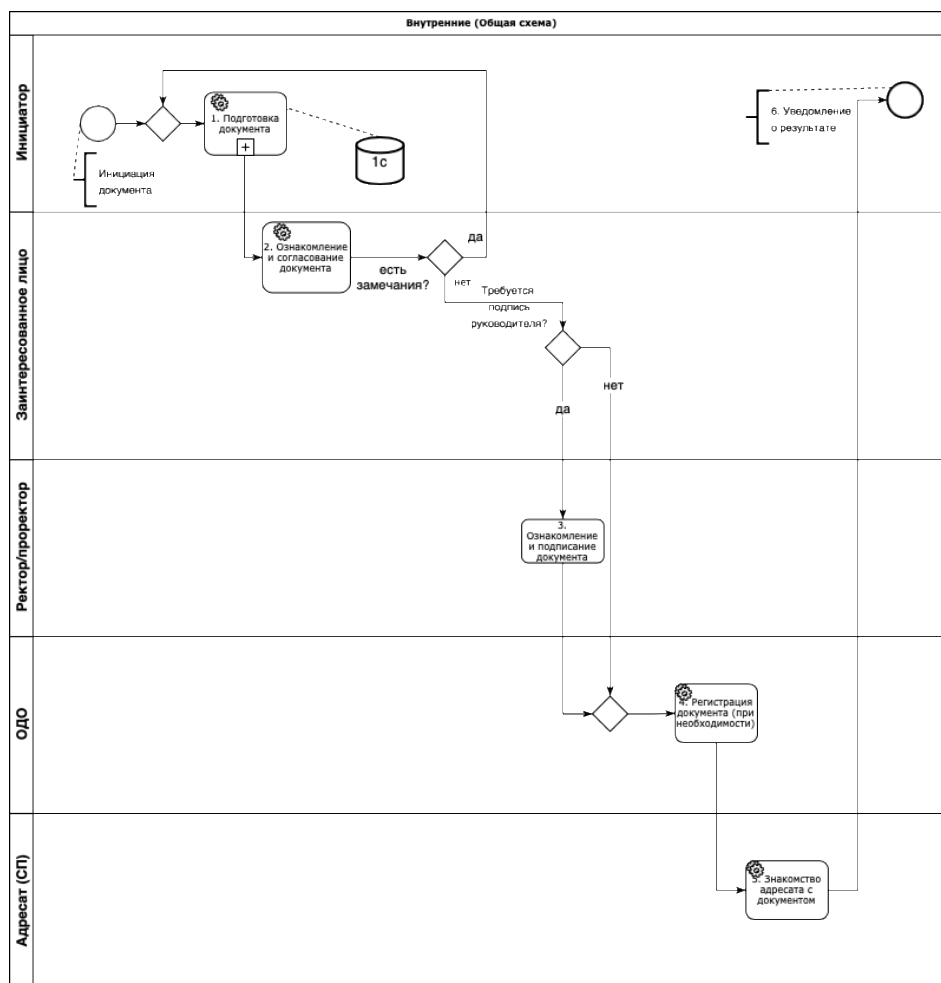 Внутренние (Общая схема)
Инициатор
1. Подготовка
документа
1с
Инициация
документа
6. Уведомление
о результате
Заинтересованное лицо
2. Ознакомление
и согласование
документа
есть
замечания?
да
нет
Требуется
подпись
руководителя?
нет
да
Ректор/проректор
3.
Ознакомление
и подписание
документа
ОДО
4. Регистрация
документа (при
необходимости)
Адресат (СП)
5. Знакомство
адресата с
документом